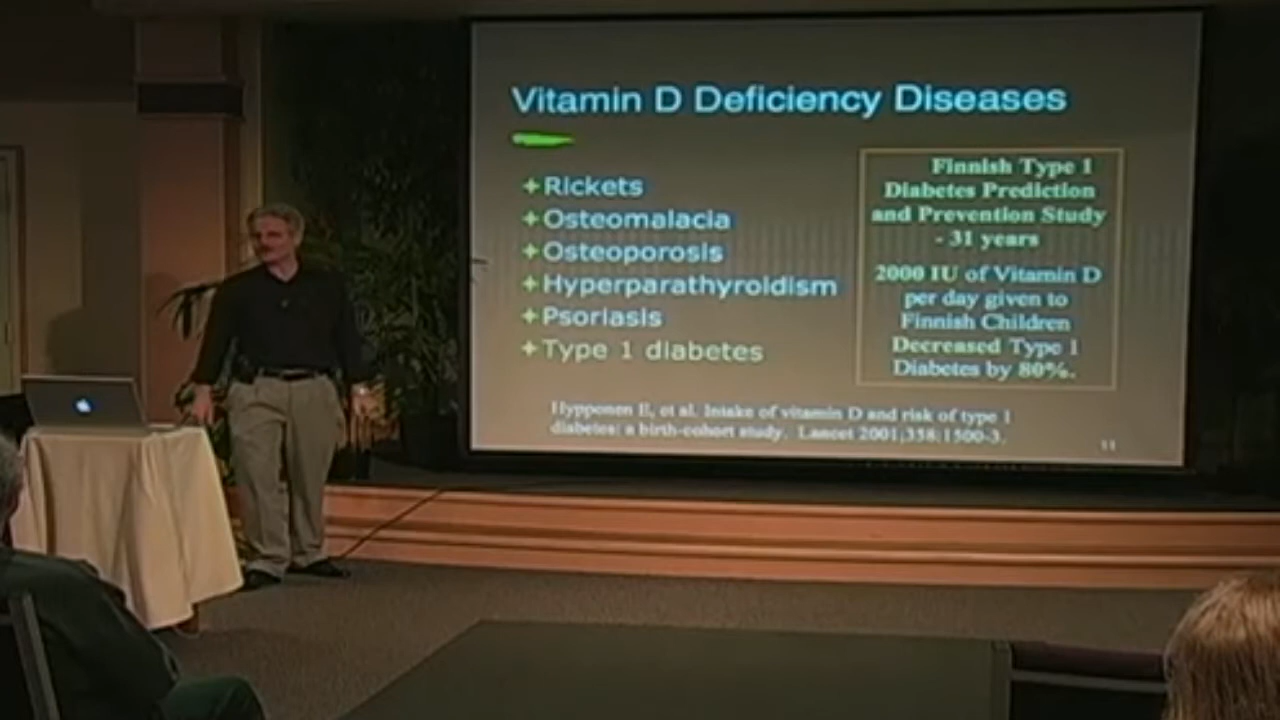 Vitamin D Deficiency Diseases
+Rickets
+Osteomalacia
+Osteoporosis
+Hyperparathyroidism
+Psoriasis
+Type 1 diabetes
Finnish Type 1
Diabetes Prediction
and Prevention Study
- 31 years
2000 IU of Vitamin D
per day given to
Finnish Children
Decreased Type 1
Diabetes by 80%.
Hypponen E, et al. Intake of vitamin D and risk of type 1
diabetes: a birth-cohort study. Lancet 2001;358:1500-3.
11